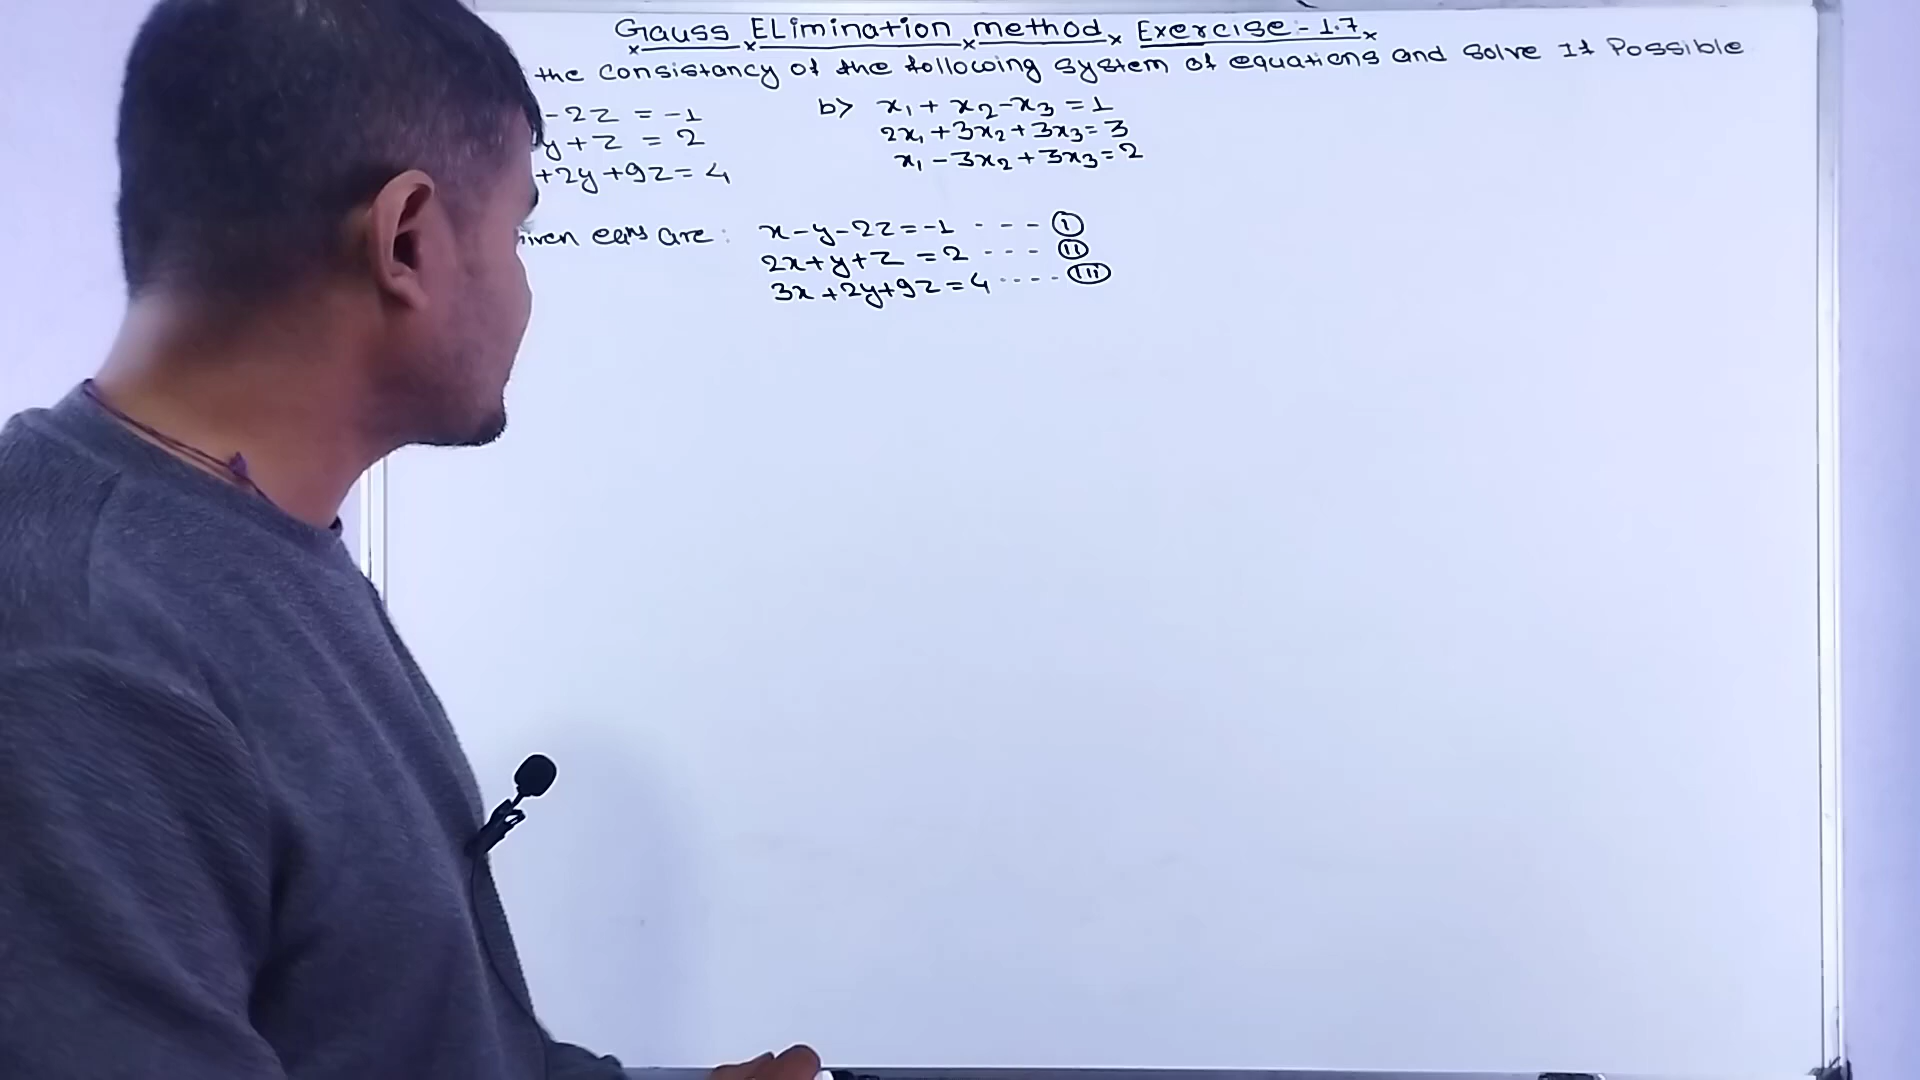 Gauss Elimination method Exercise:- 1.7
the consistancy of the following system of equations and solve If Possible
-2z = -1
y+z = 2
+2y+9z=4
b> x₁ + x₂-x₃ = 1
2x₁+3x₂+3x₃=3
x₁-3x₂+3x₃=2
iven eqns are: x-y-2z=-1 - - - (i)
2x+y+z = 2 - - - (ii)
3x+2y+9z=4 - - - - (iii)